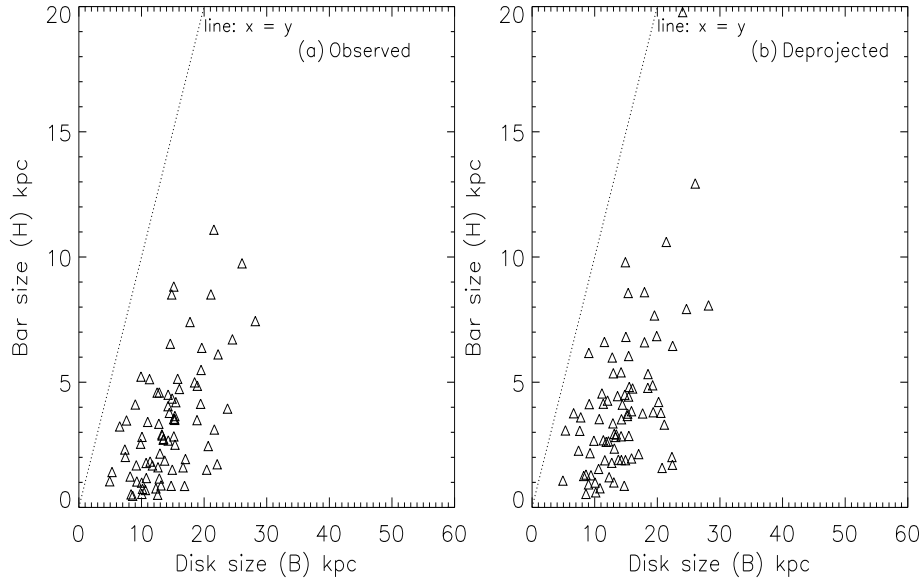 line: x = y
(a) Observed
20
15
10
5
0
0 10 20 30 40 50 60
Bar size (H) kpc
Disk size (B) kpc
line: x = y
(b) Deprojected
20
15
10
5
0
0 10 20 30 40 50 60
Bar size (H) kpc
Disk size (B) kpc